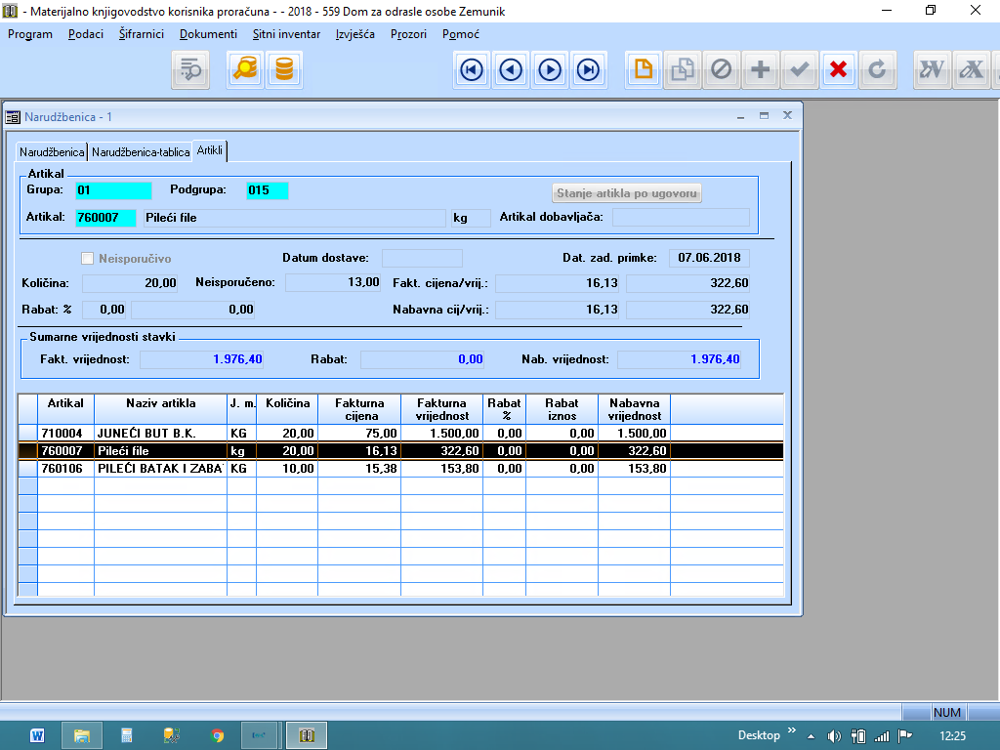 - Materijalno knjigovodstvo korisnika proračuna - - 2018 - 559 Dom za odrasle osobe Zemunik
Program Podaci Šifrarnici Dokumenti Sitni inventar Izvješća Prozori Pomoć
Narudžbenica - 1
Narudžbenica Narudžbenica-tablica Artikli
Artikal
Grupa: 01 Podgrupa: 015 Stanje artikla po ugovoru
Artikal: 760007 Pileći file kg Artikal dobavljača:
Neisporučivo Datum dostave: Dat. zad. primke: 07.06.2018
Količina: 20,00 Neisporučeno: 13,00 Fakt. cijena/vrij.: 16,13 322,60
Rabat: % 0,00 0,00 Nabavna cij/vrij.: 16,13 322,60
Sumarne vrijednosti stavki
Fakt. vrijednost: 1.976,40 Rabat: 0,00 Nab. vrijednost: 1.976,40
Artikal Naziv artikla J. m. Količina Fakturna cijena Fakturna vrijednost Rabat % Rabat iznos Nabavna vrijednost
710004 JUNEĆI BUT B.K. KG 20,00 75,00 1.500,00 0,00 0,00 1.500,00
760007 Pileći file kg 20,00 16,13 322,60 0,00 0,00 322,60
760106 PILEĆI BATAK I ZABA KG 10,00 15,38 153,80 0,00 0,00 153,80
NUM
Desktop 12:25